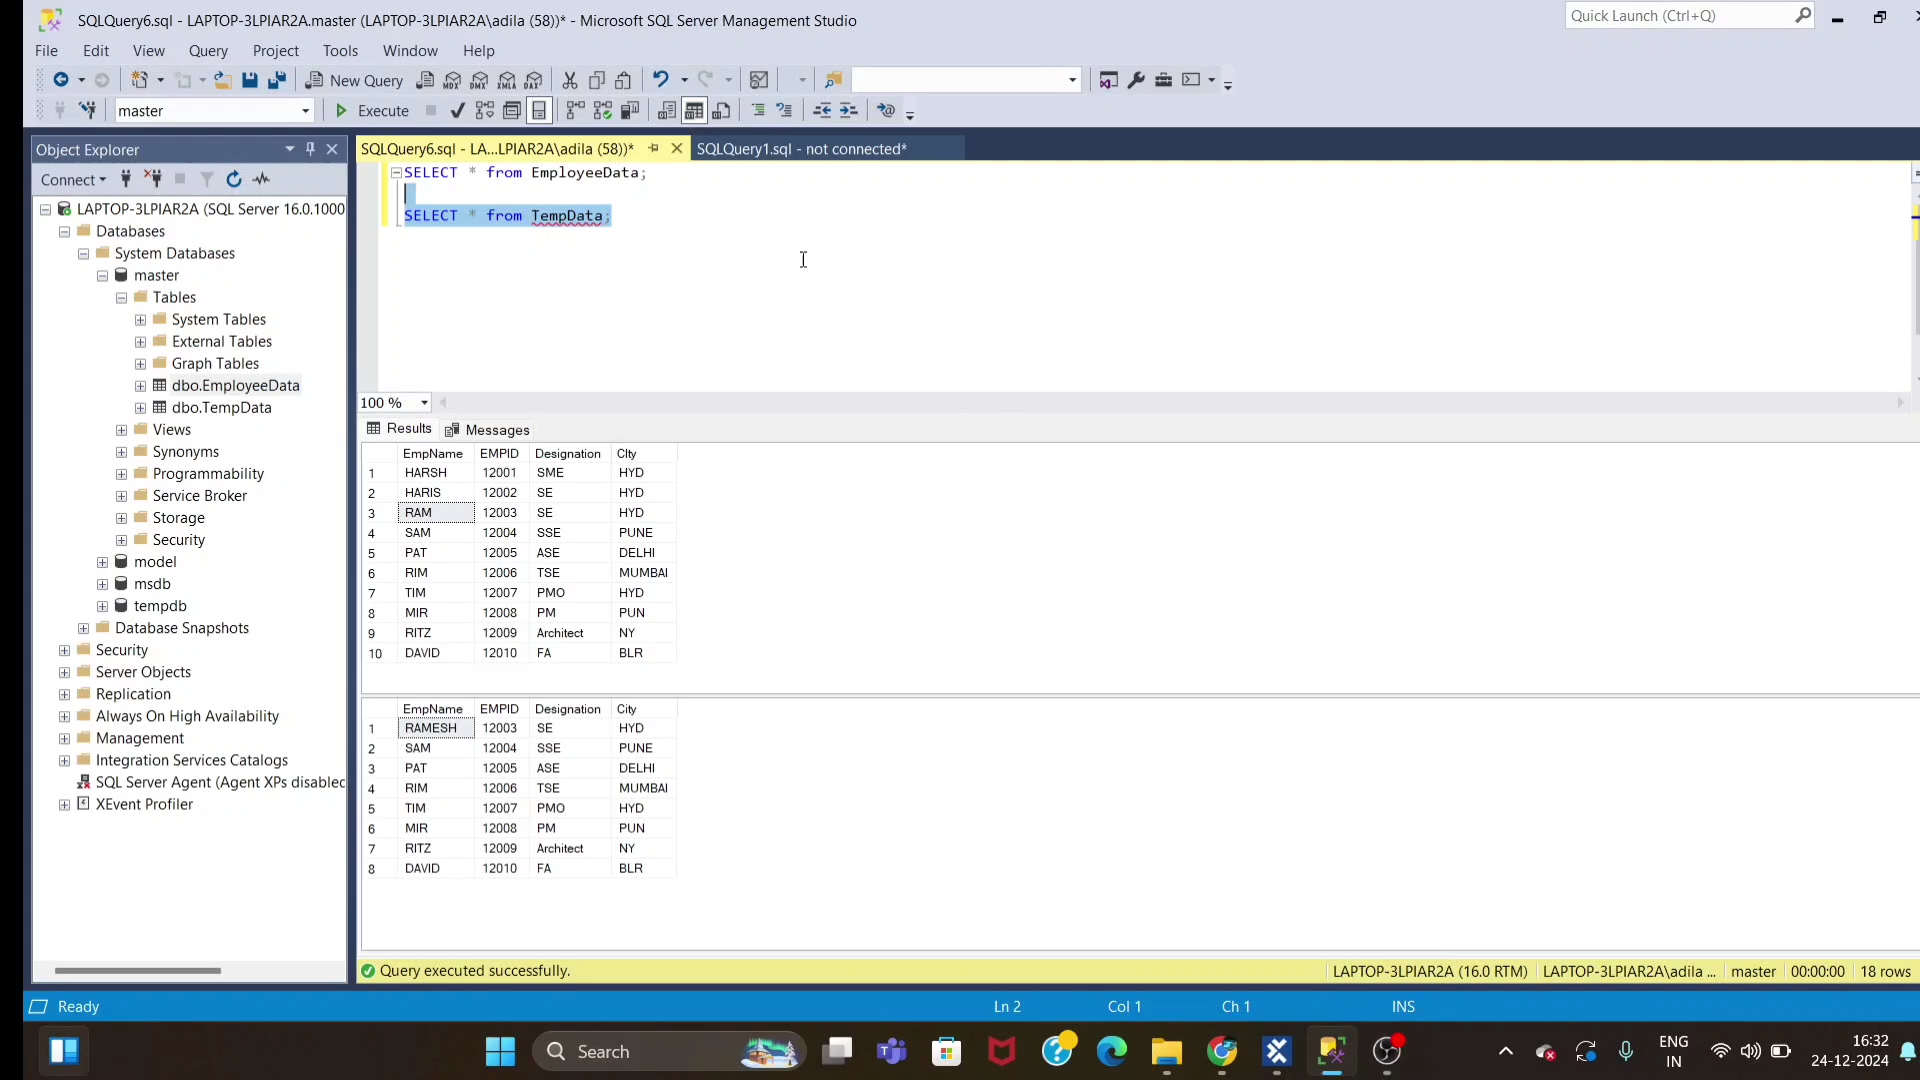 SQLQuery6.sql - LAPTOP-3LPIAR2A.master (LAPTOP-3LPIAR2A\adila (58))* - Microsoft SQL Server Management Studio
Quick Launch (Ctrl+Q)
File Edit View Query Project Tools Window Help
New Query MDX DMX XMLA DAX
master Execute
Object Explorer
SQLQuery6.sql - LA...LPIAR2A\adila (58))* SQLQuery1.sql - not connected*
Connect
LAPTOP-3LPIAR2A (SQL Server 16.0.1000
Databases
System Databases
master
Tables
System Tables
External Tables
Graph Tables
dbo.EmployeeData
dbo.TempData
Views
Synonyms
Programmability
Service Broker
Storage
Security
model
msdb
tempdb
Database Snapshots
Security
Server Objects
Replication
Always On High Availability
Management
Integration Services Catalogs
SQL Server Agent (Agent XPs disabled
XEvent Profiler
SELECT * from EmployeeData;
SELECT * from TempData;
100 %
Results Messages
EmpName EMPID Designation CIty
1 HARSH 12001 SME HYD
2 HARIS 12002 SE HYD
3 RAM 12003 SE HYD
4 SAM 12004 SSE PUNE
5 PAT 12005 ASE DELHI
6 RIM 12006 TSE MUMBAI
7 TIM 12007 PMO HYD
8 MIR 12008 PM PUN
9 RITZ 12009 Architect NY
10 DAVID 12010 FA BLR
EmpName EMPID Designation City
1 RAMESH 12003 SE HYD
2 SAM 12004 SSE PUNE
3 PAT 12005 ASE DELHI
4 RIM 12006 TSE MUMBAI
5 TIM 12007 PMO HYD
6 MIR 12008 PM PUN
7 RITZ 12009 Architect NY
8 DAVID 12010 FA BLR
Query executed successfully. LAPTOP-3LPIAR2A (16.0 RTM) LAPTOP-3LPIAR2A\adila ... master 00:00:00 18 rows
Ready Ln 2 Col 1 Ch 1 INS
Search
ENG
IN
16:32
24-12-2024